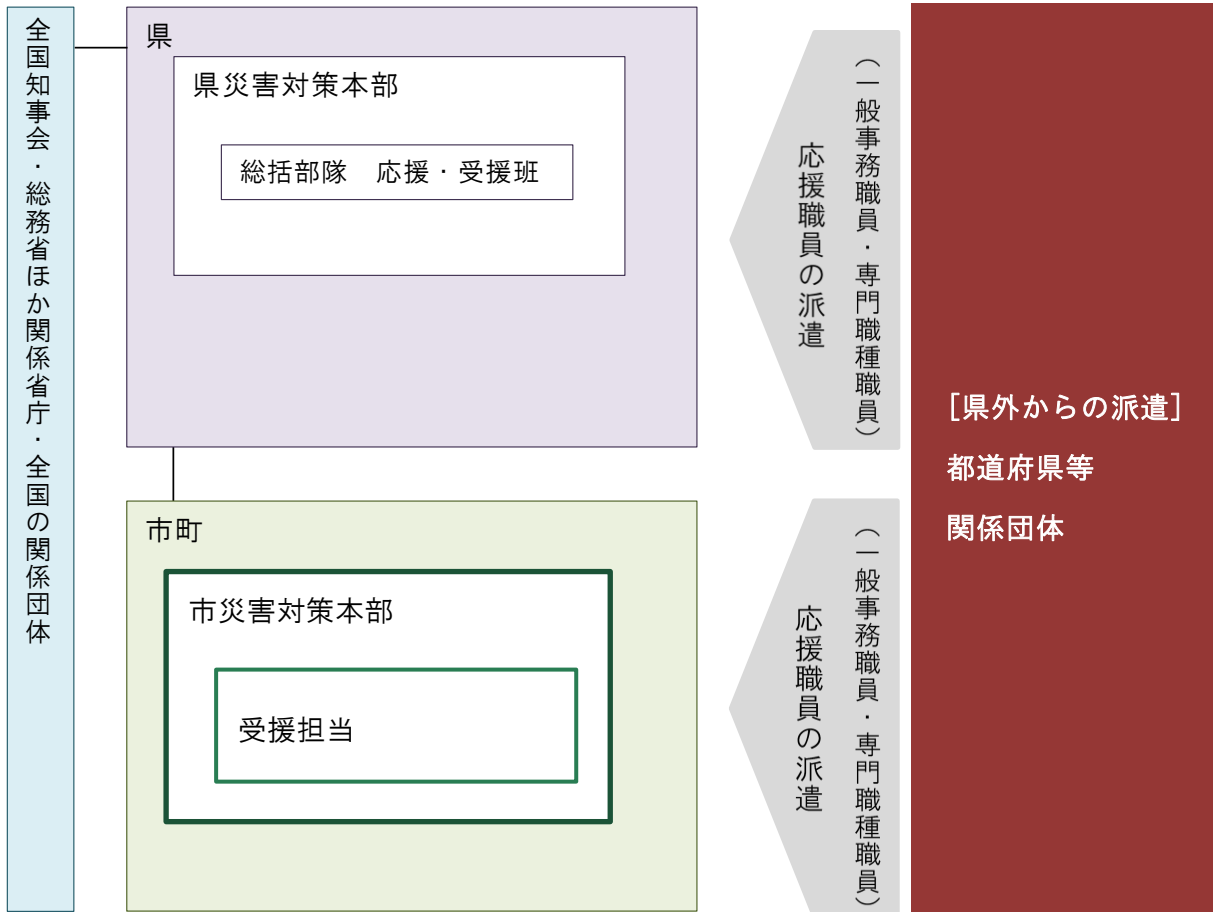 全国知事会・総務省ほか関係省庁・全国の関係団体
県
県災害対策本部
総括部隊　応援・受援班
市町
市災害対策本部
受援担当
（一般事務職員・専門職種職員）
応援職員の派遣
（一般事務職員・専門職種職員）
応援職員の派遣
[県外からの派遣]
都道府県等
関係団体